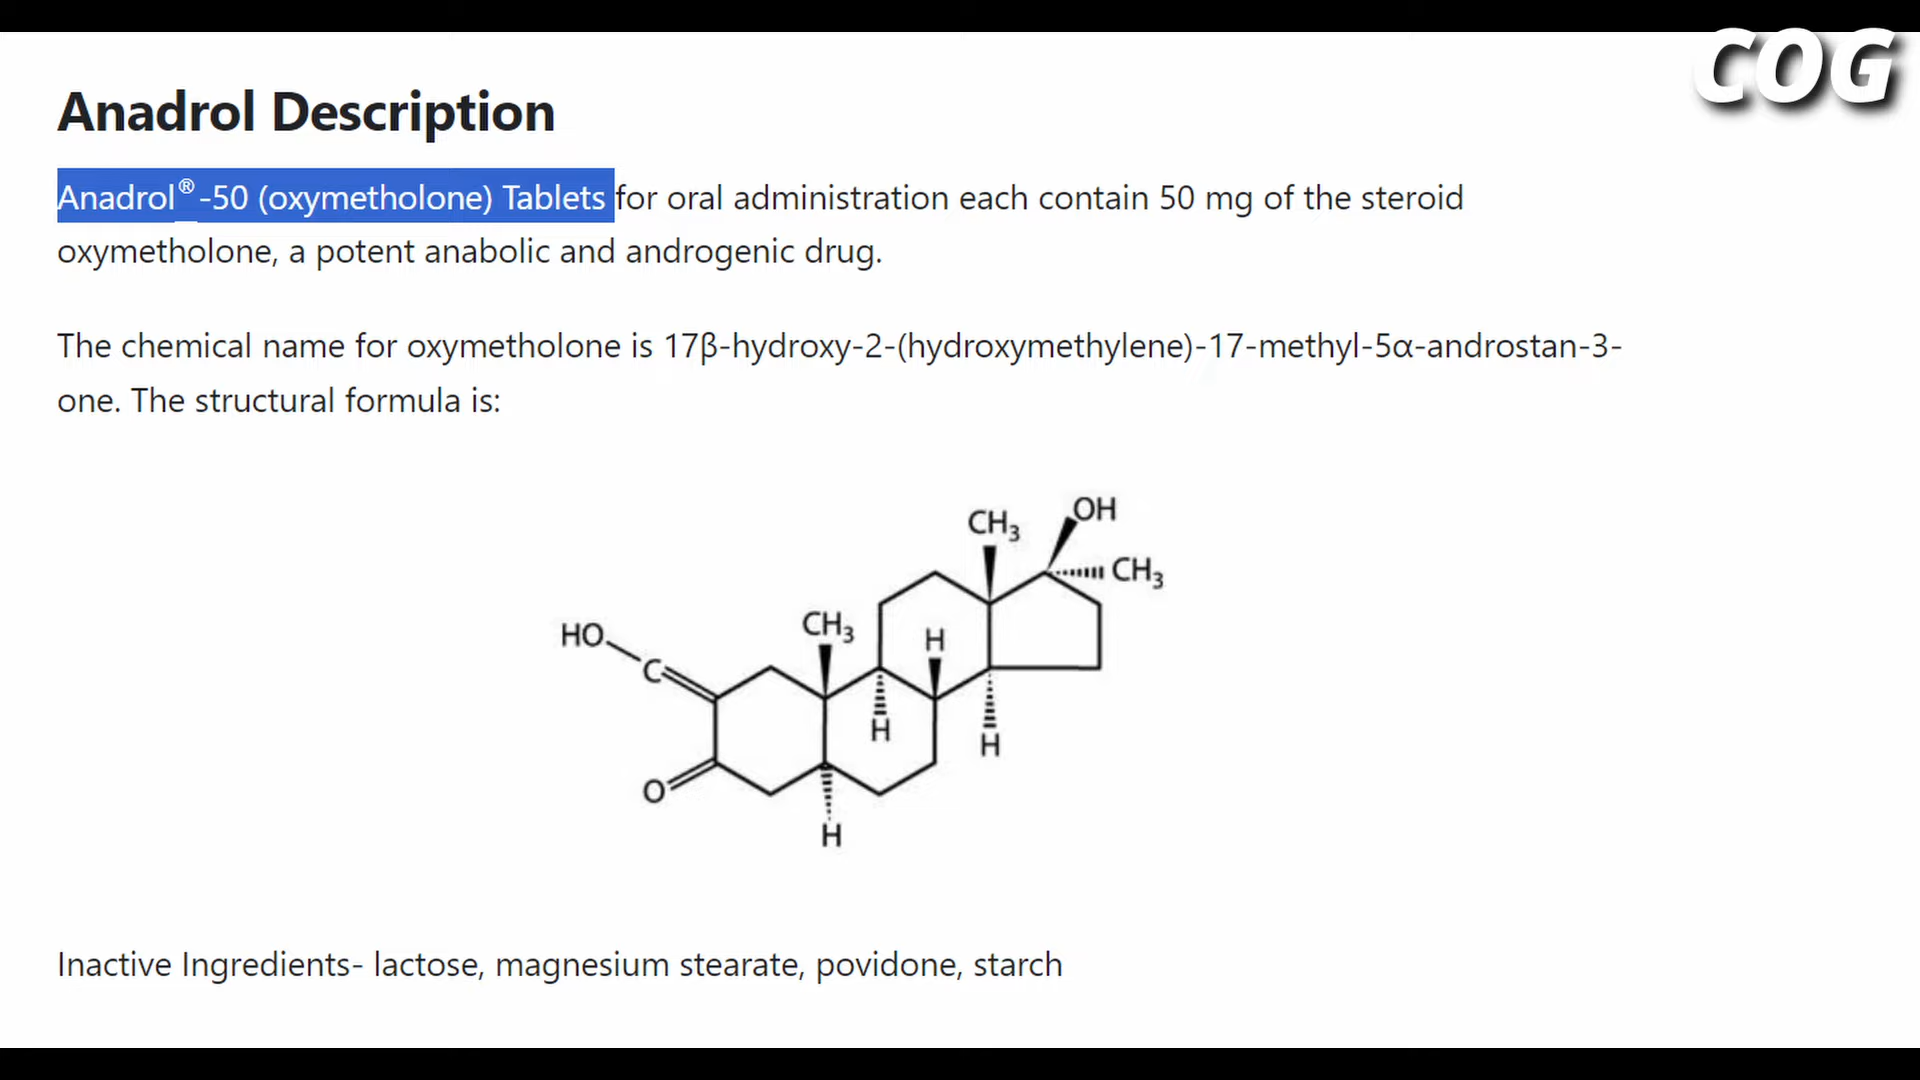 COG
Anadrol Description
Anadrol®-50 (oxymetholone) Tablets for oral administration each contain 50 mg of the steroid
oxymetholone, a potent anabolic and androgenic drug.
The chemical name for oxymetholone is 17β-hydroxy-2-(hydroxymethylene)-17-methyl-5α-androstan-3-
one. The structural formula is:
OH
CH3
CH3
CH3
HO
H
C
H
H
O
H
Inactive Ingredients- lactose, magnesium stearate, povidone, starch